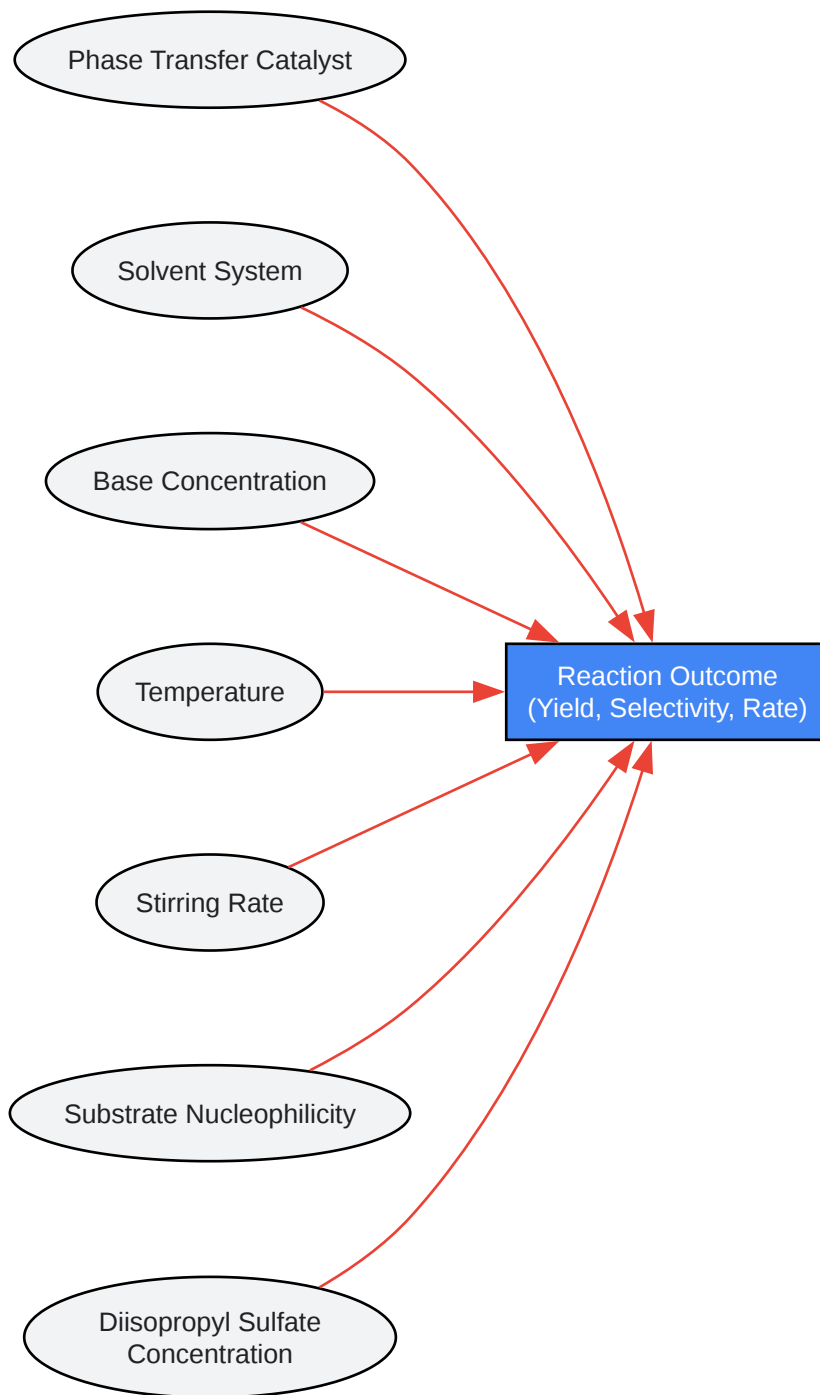 Phase Transfer Catalyst
Solvent System
Base Concentration
Temperature
Reaction Outcome
(Yield, Selectivity, Rate)
Stirring Rate
Substrate Nucleophilicity
Diisopropyl Sulfate
Concentration